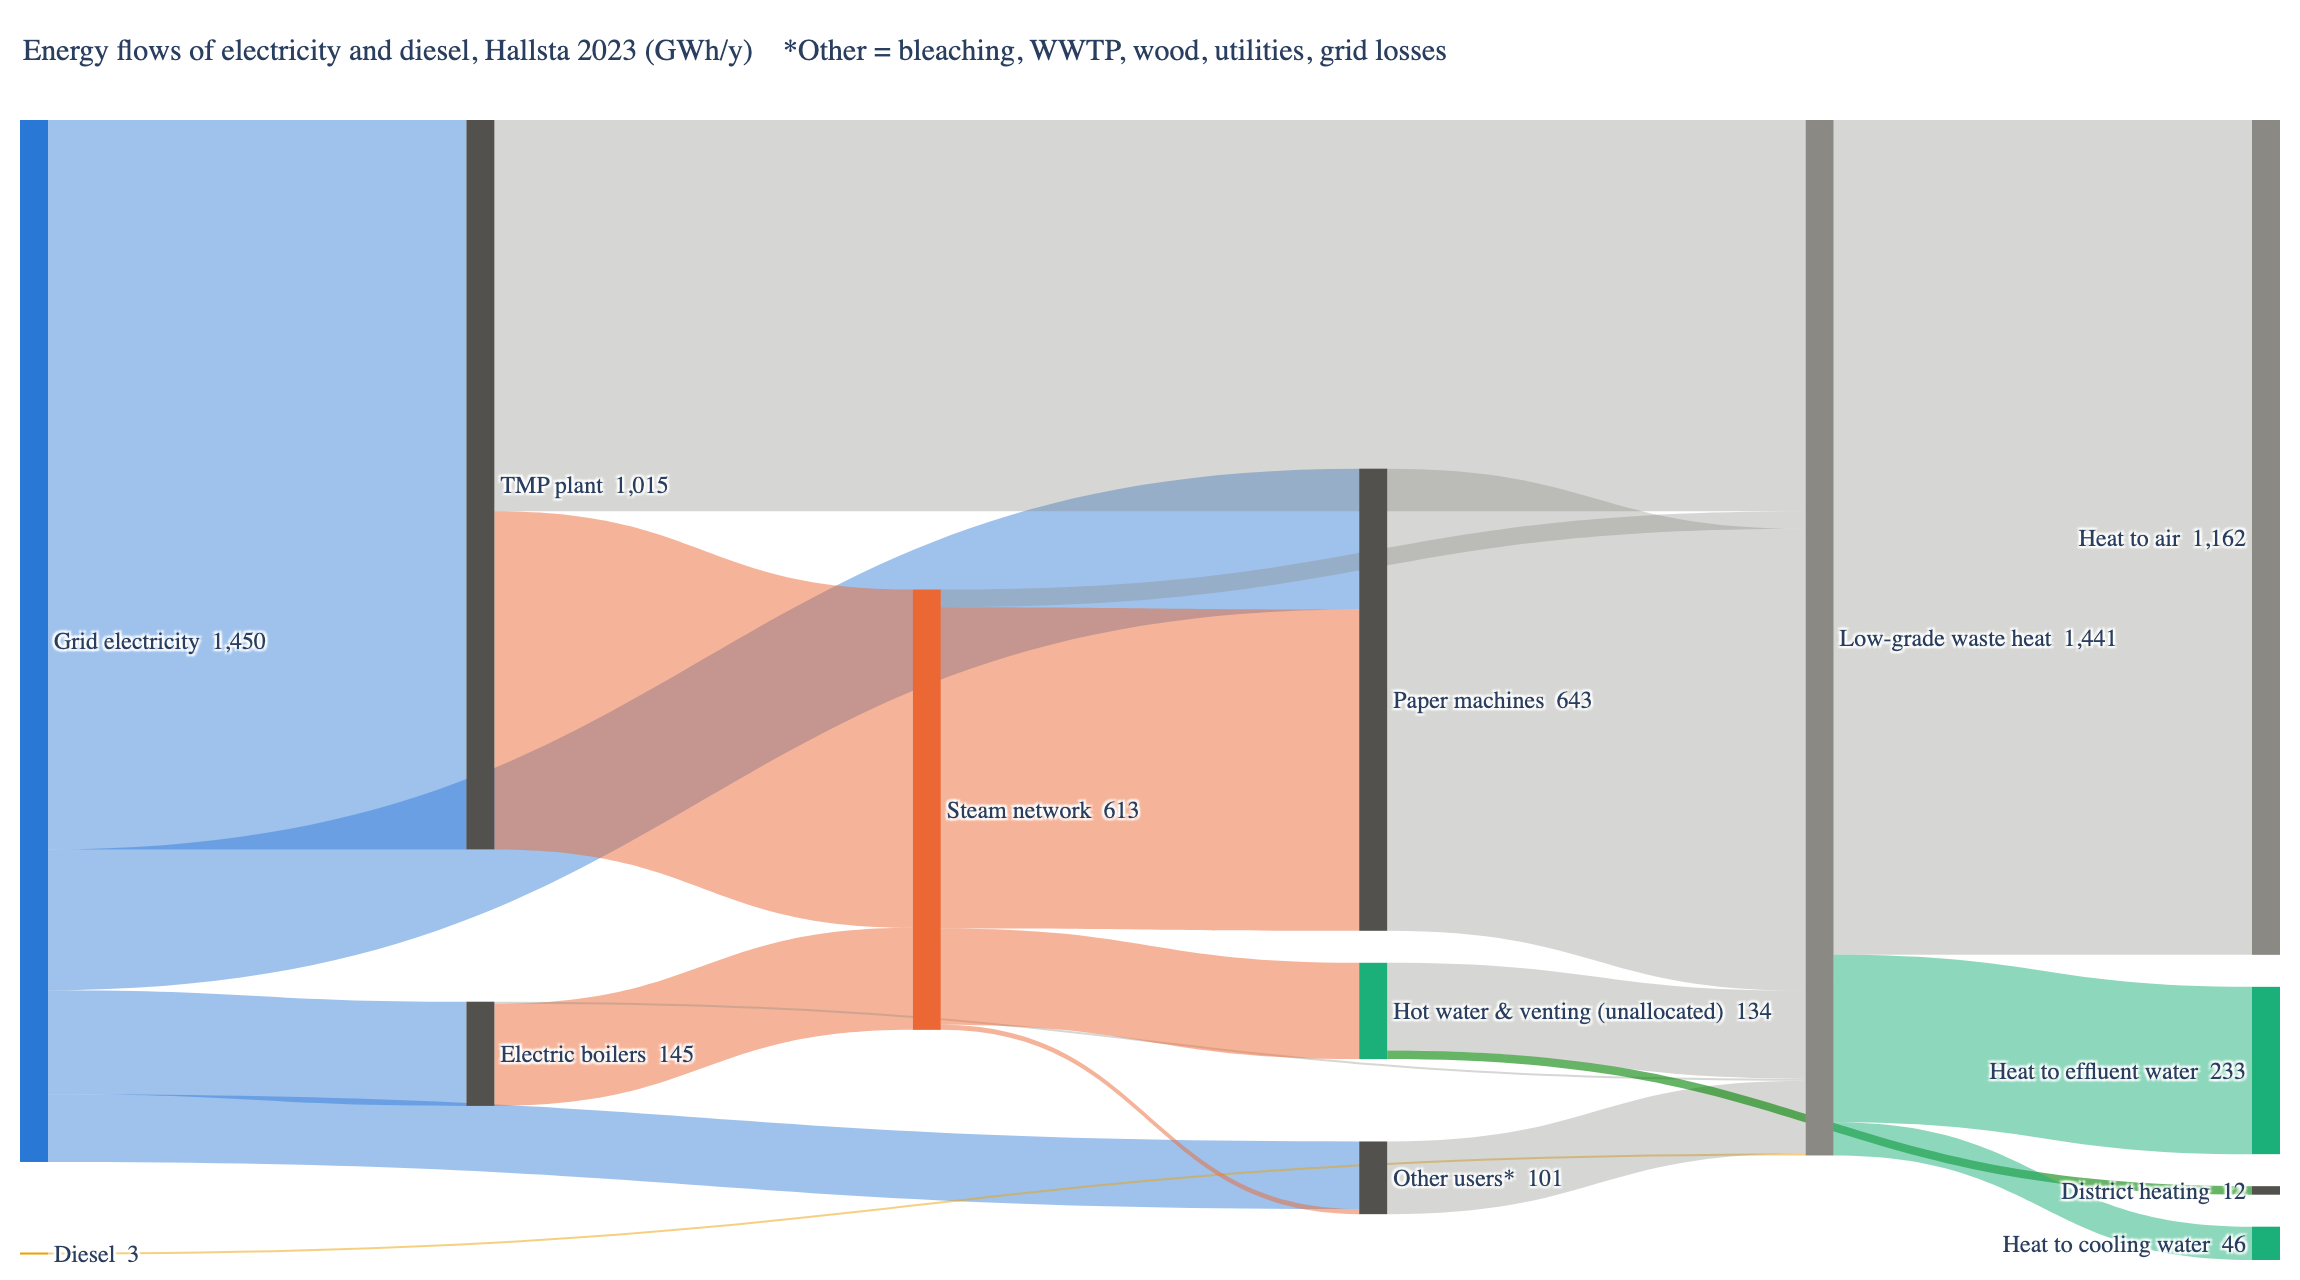 Energy flows of electricity and diesel, Hallsta 2023 (GWh/y)    *Other = bleaching, WWTP, wood, utilities, grid losses
TMP plant  1,015
Heat to air  1,162
Grid electricity  1,450
Low-grade waste heat  1,441
Paper machines  643
Steam network  613
Hot water & venting (unallocated)  134
Electric boilers  145
Heat to effluent water  233
Other users*  101
District heating  12
Heat to cooling water  46
Diesel  3